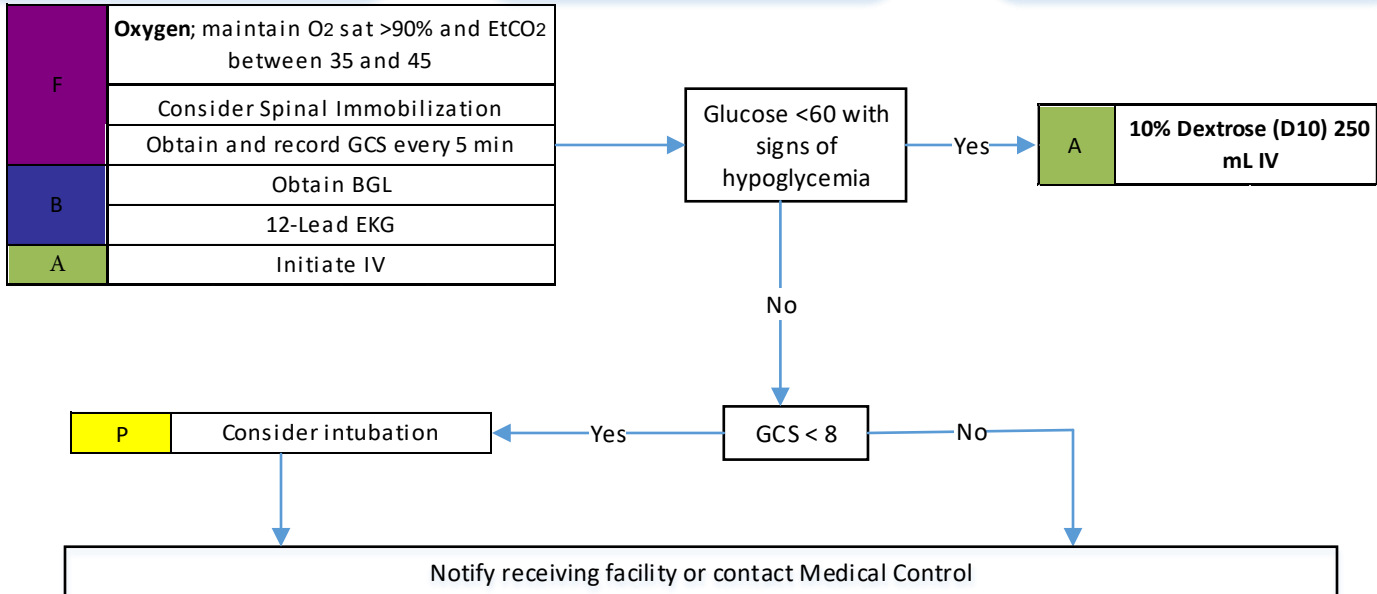 F
Oxygen; maintain O2 sat >90% and EtCO2
between 35 and 45
Consider Spinal Immobilization
Obtain and record GCS every 5 min
B
Obtain BGL
12-Lead EKG
A
Initiate IV
Glucose <60 with
signs of
hypoglycemia
Yes
A
10% Dextrose (D10) 250
mL IV
No
P
Consider intubation
Yes
GCS < 8
No
Notify receiving facility or contact Medical Control